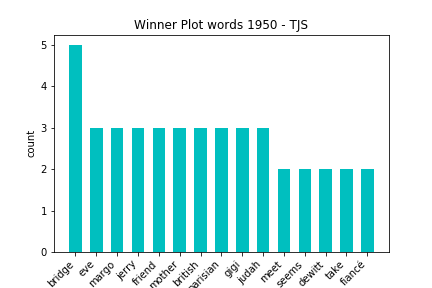 Winner Plot words 1950 - TJS
count
5
4
3
2
1
0
bridge
eve
margo
jerry
friend
mother
british
parisian
gigi
judah
meet
seems
dewitt
take
fiancé